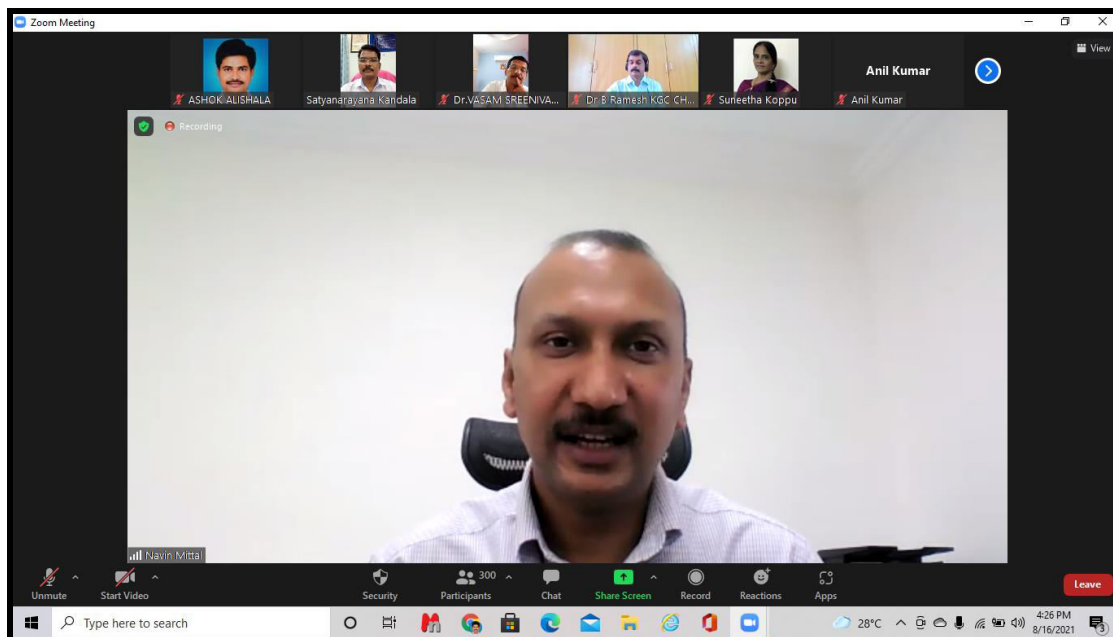 Zoom Meeting
View
Anil Kumar
ASHOK ALISHALA
Satyanarayana Kandala
Dr.VASAM SREENIVA...
Dr B Ramesh KGC CH...
Suneetha Koppu
Anil Kumar
Recording
Navin Mittal
Unmute
Start Video
Security
Participants
300
Chat
Share Screen
Record
Reactions
Apps
Leave
Type here to search
28°C
4:26 PM
8/16/2021
3